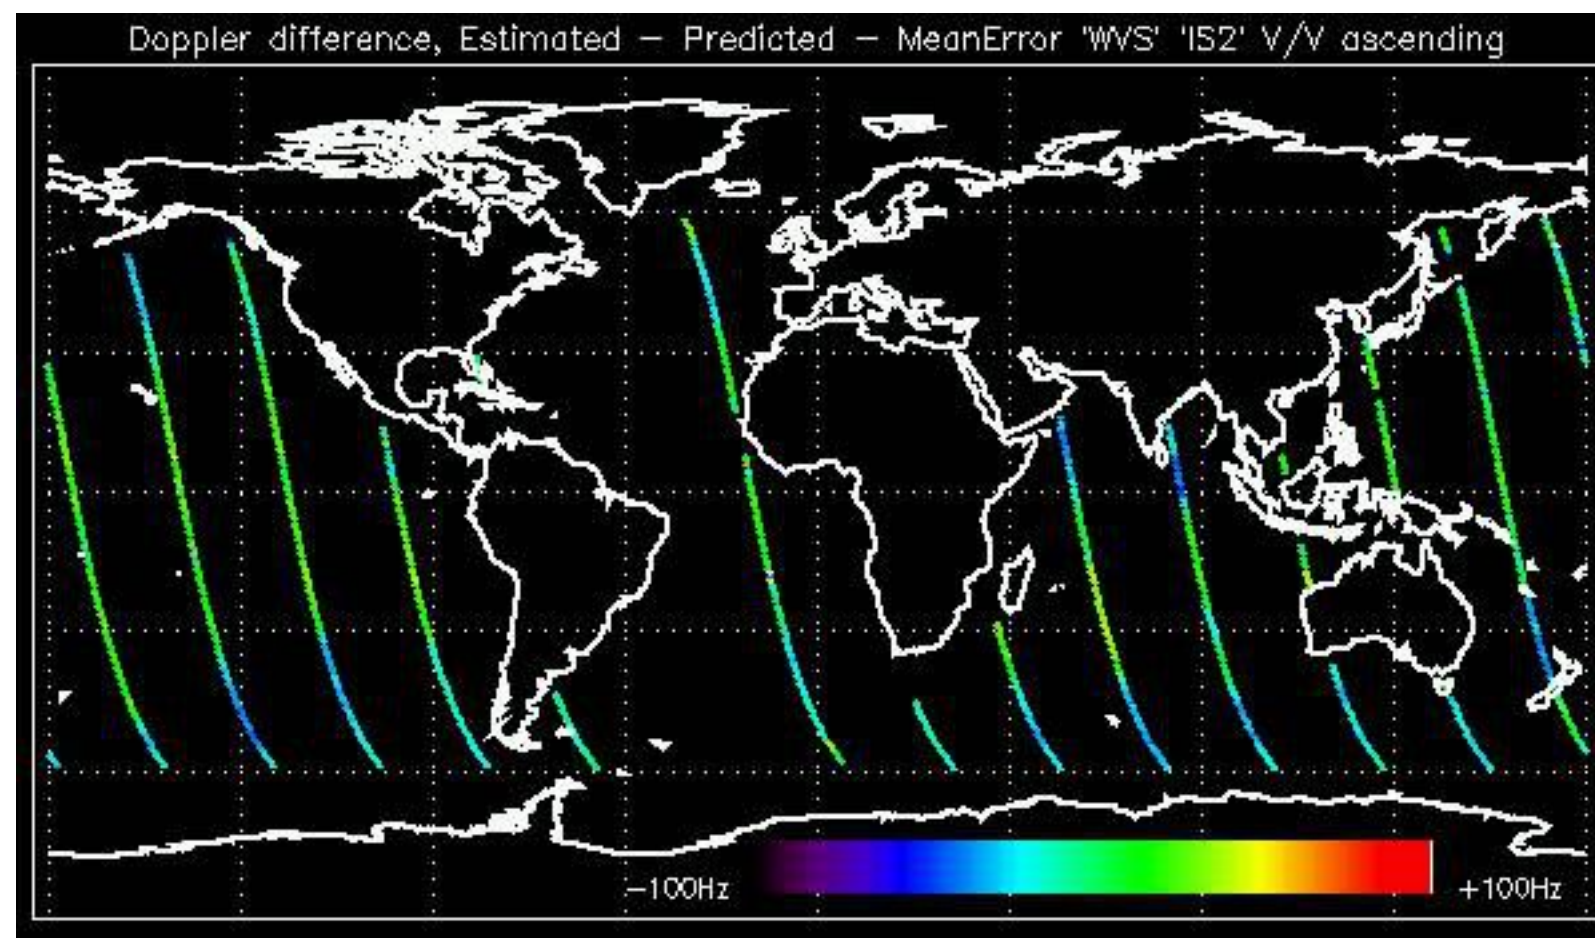 Doppler difference, Estimated – Predicted – MeanError 'WVS' 'IS2' V/V ascending
–100Hz
+100Hz